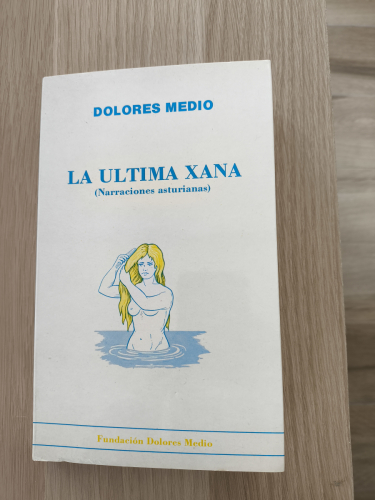 DOLORES MEDIO
LA ULTIMA XANA
(Narraciones asturianas)
Fundación Dolores Medio